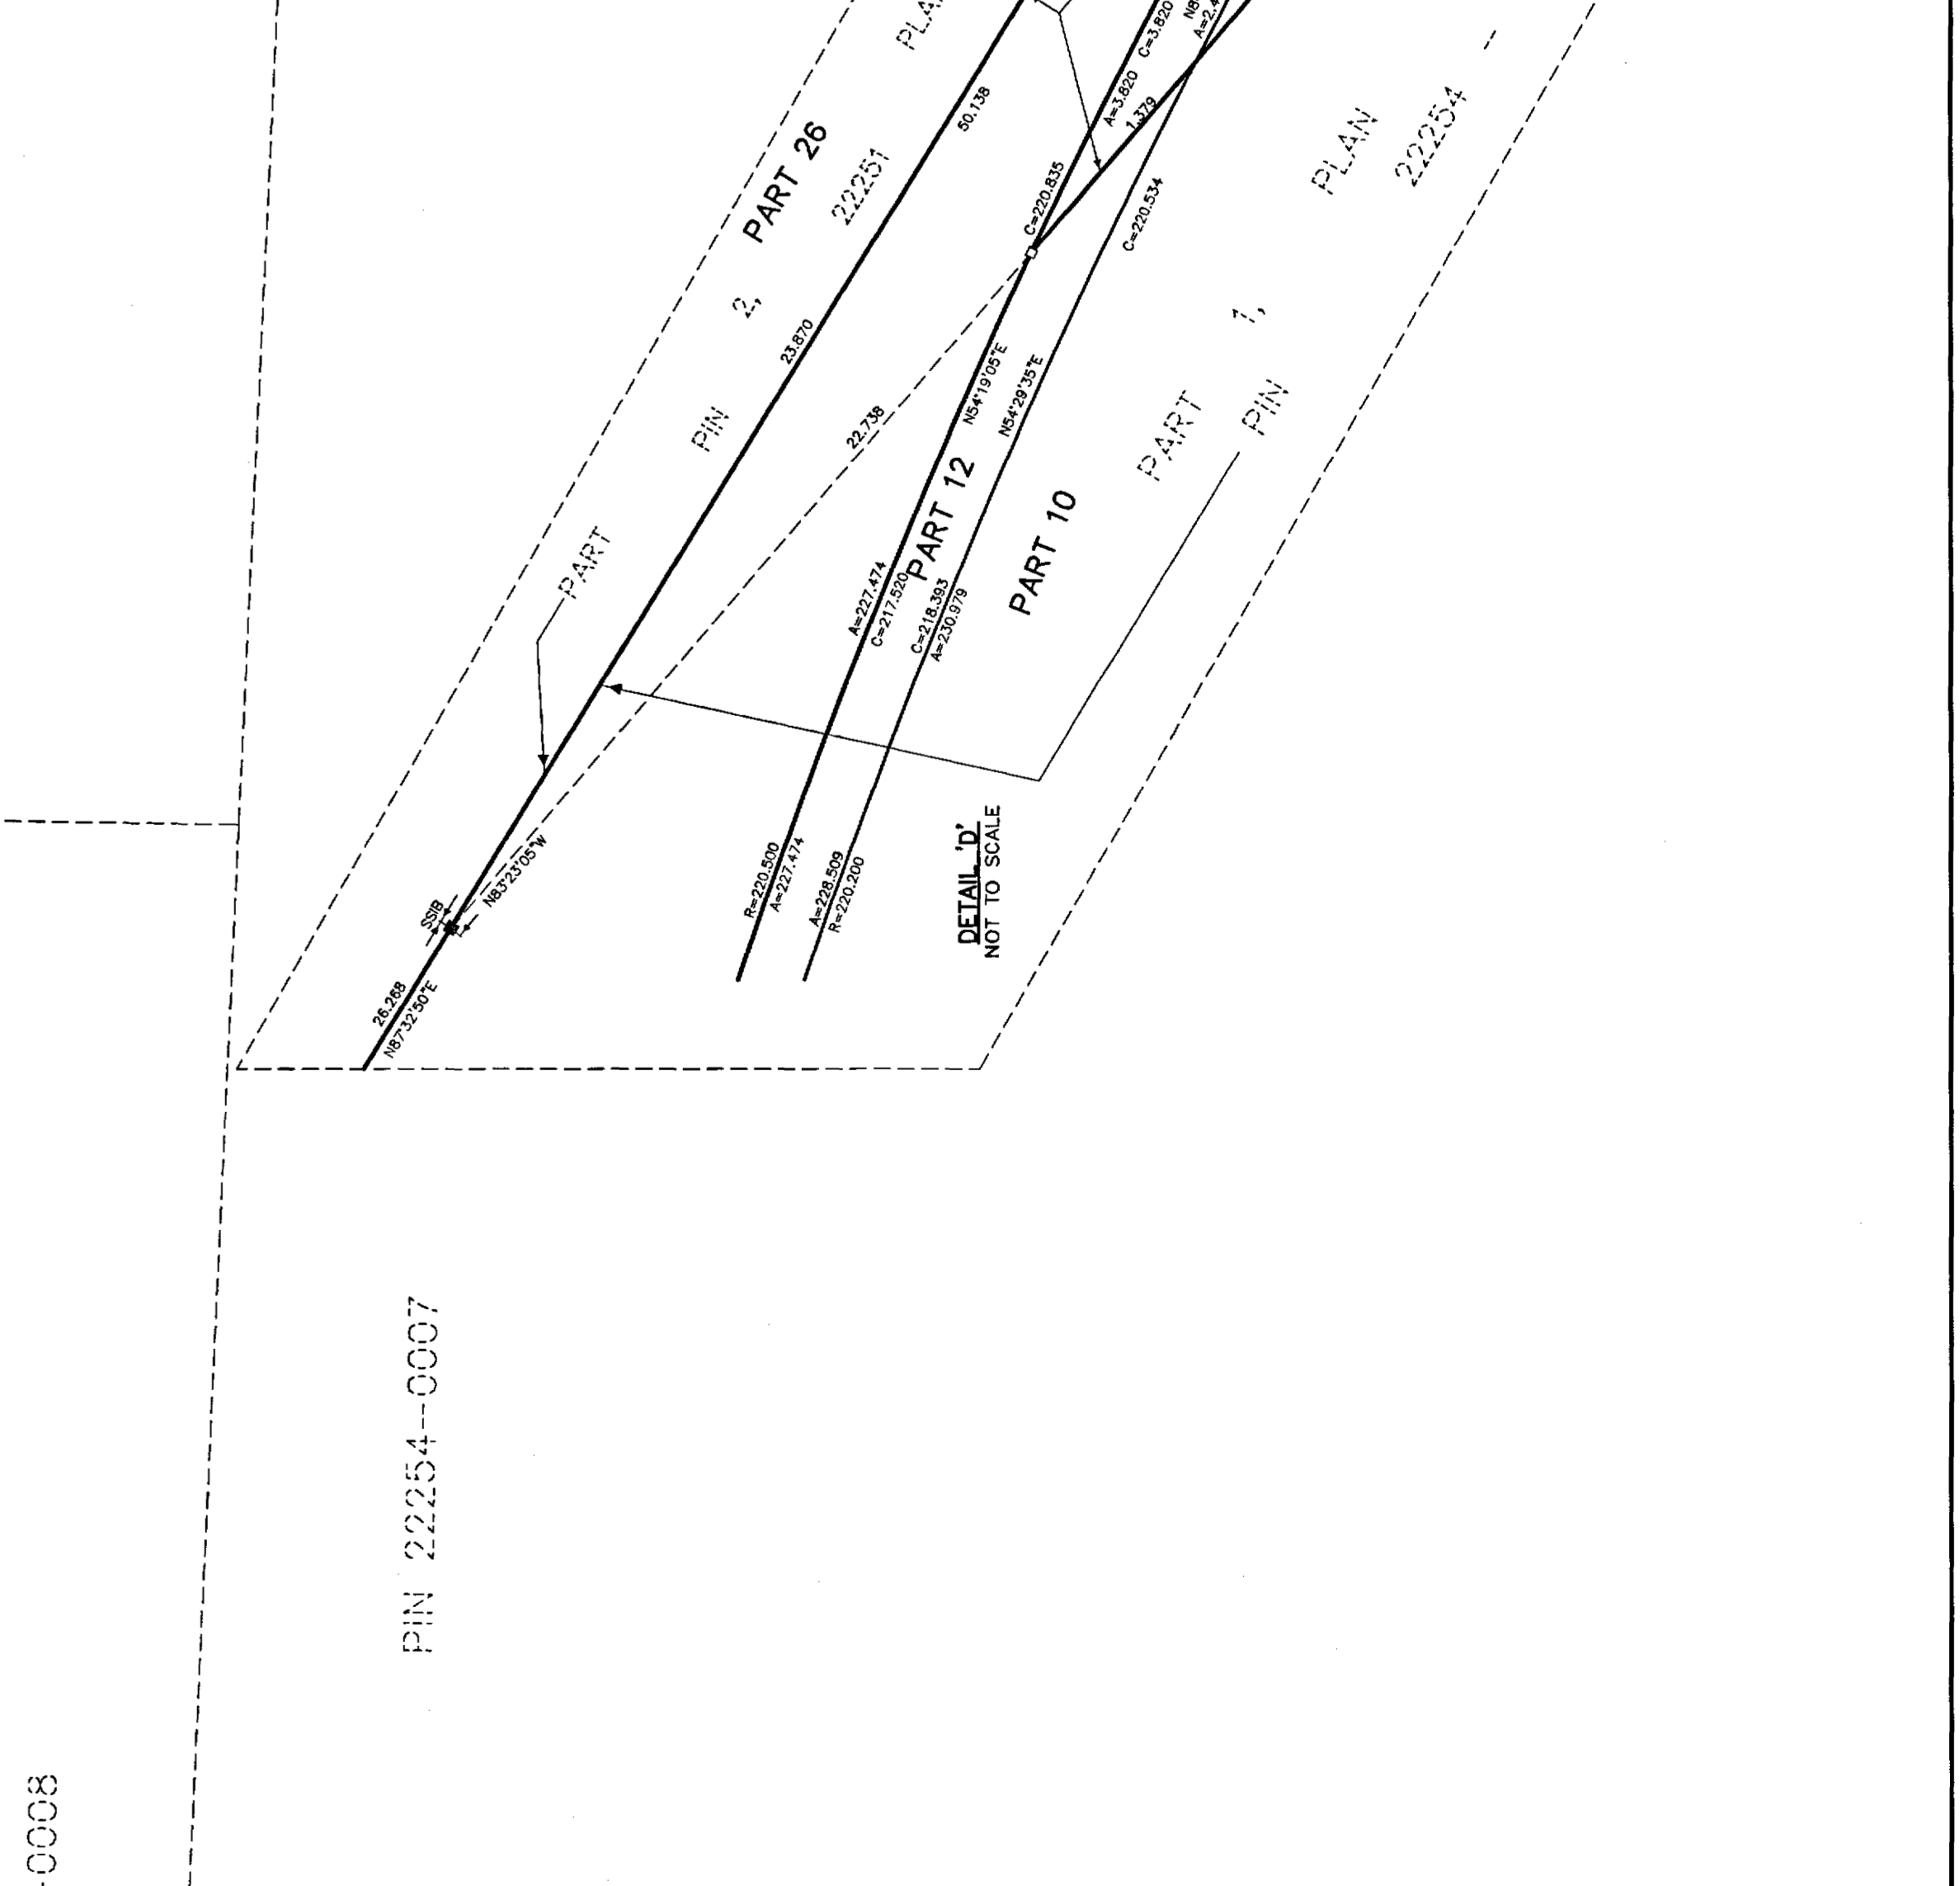 PART 26
50.138
A=3.820 C=3.820
1.379
PLAN
22254
22251
C=220.835
C=220.534
2,
1,
23.870
N54°19'05"E
N54°29'35"E
PIN
22.738
PART
PIN
PART 12
PART 10
PART
A=227.474
C=217.520
C=218.393
A=230.979
R=220.500
A=227.474
A=228.509
R=220.200
DETAIL 'D'
NOT TO SCALE
SSIB
N83°23'05"W
26.268
N87°32'50"E
PIN 22254-0007
-0008